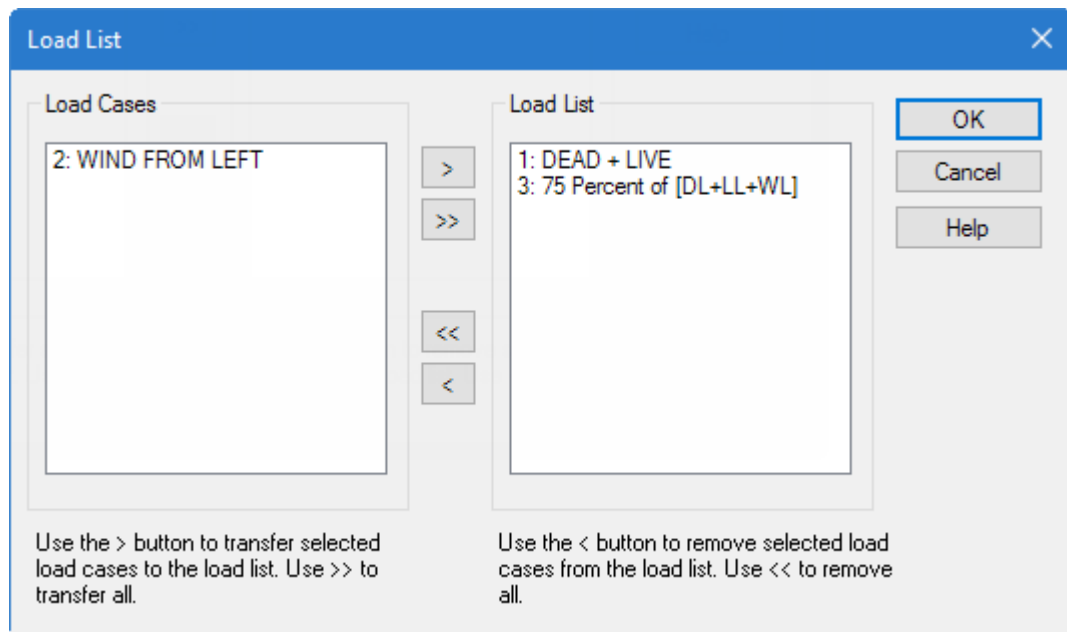 Load List
Load Cases
2: WIND FROM LEFT
>
>>
<<
<
Load List
1: DEAD + LIVE
3: 75 Percent of [DL+LL+WL]
OK
Cancel
Help
Use the > button to transfer selected
load cases to the load list. Use >> to
transfer all.
Use the < button to remove selected load
cases from the load list. Use << to remove
all.